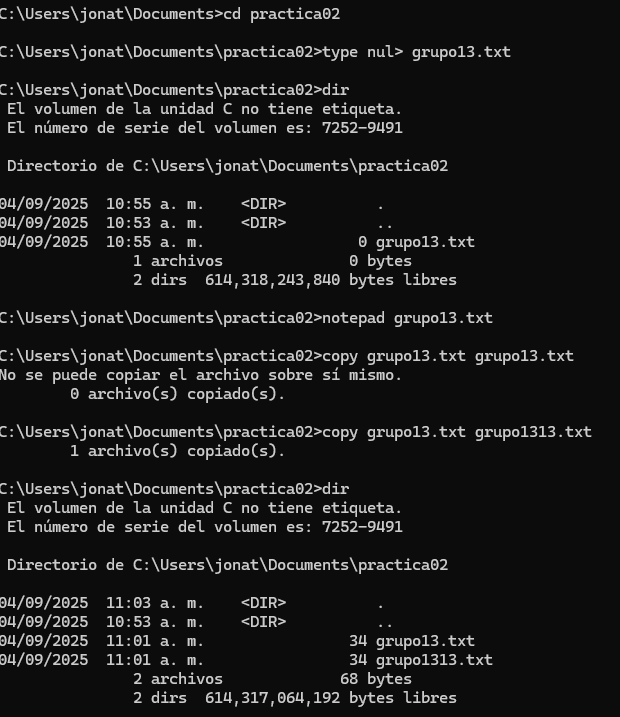 C:\Users\jonat\Documents>cd practica02
C:\Users\jonat\Documents\practica02>type nul> grupo13.txt
C:\Users\jonat\Documents\practica02>dir
El volumen de la unidad C no tiene etiqueta.
El número de serie del volumen es: 7252-9491
Directorio de C:\Users\jonat\Documents\practica02
04/09/2025  10:55 a. m.    <DIR>          .
04/09/2025  10:53 a. m.    <DIR>          ..
04/09/2025  10:55 a. m.                 0 grupo13.txt
1 archivos              0 bytes
2 dirs  614,318,243,840 bytes libres
C:\Users\jonat\Documents\practica02>notepad grupo13.txt
C:\Users\jonat\Documents\practica02>copy grupo13.txt grupo13.txt
No se puede copiar el archivo sobre sí mismo.
0 archivo(s) copiado(s).
C:\Users\jonat\Documents\practica02>copy grupo13.txt grupo1313.txt
1 archivo(s) copiado(s).
C:\Users\jonat\Documents\practica02>dir
El volumen de la unidad C no tiene etiqueta.
El número de serie del volumen es: 7252-9491
Directorio de C:\Users\jonat\Documents\practica02
04/09/2025  11:03 a. m.    <DIR>          .
04/09/2025  10:53 a. m.    <DIR>          ..
04/09/2025  11:01 a. m.                34 grupo13.txt
04/09/2025  11:01 a. m.                34 grupo1313.txt
2 archivos             68 bytes
2 dirs  614,317,064,192 bytes libres